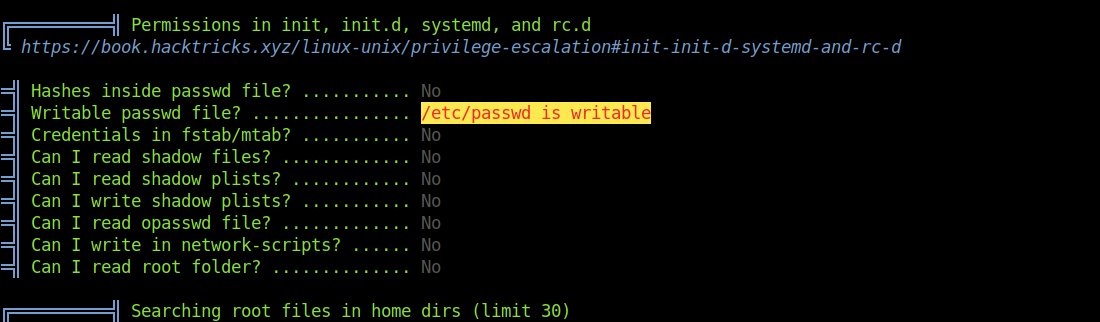 Permissions in init, init.d, systemd, and rc.d
https://book.hacktricks.xyz/linux-unix/privilege-escalation#init-init-d-systemd-and-rc-d
Hashes inside passwd file? ........... No
Writable passwd file? ................ /etc/passwd is writable
Credentials in fstab/mtab? ........... No
Can I read shadow files? ............. No
Can I read shadow plists? ............ No
Can I write shadow plists? ........... No
Can I read opasswd file? ............. No
Can I write in network-scripts? ...... No
Can I read root folder? .............. No
Searching root files in home dirs (limit 30)